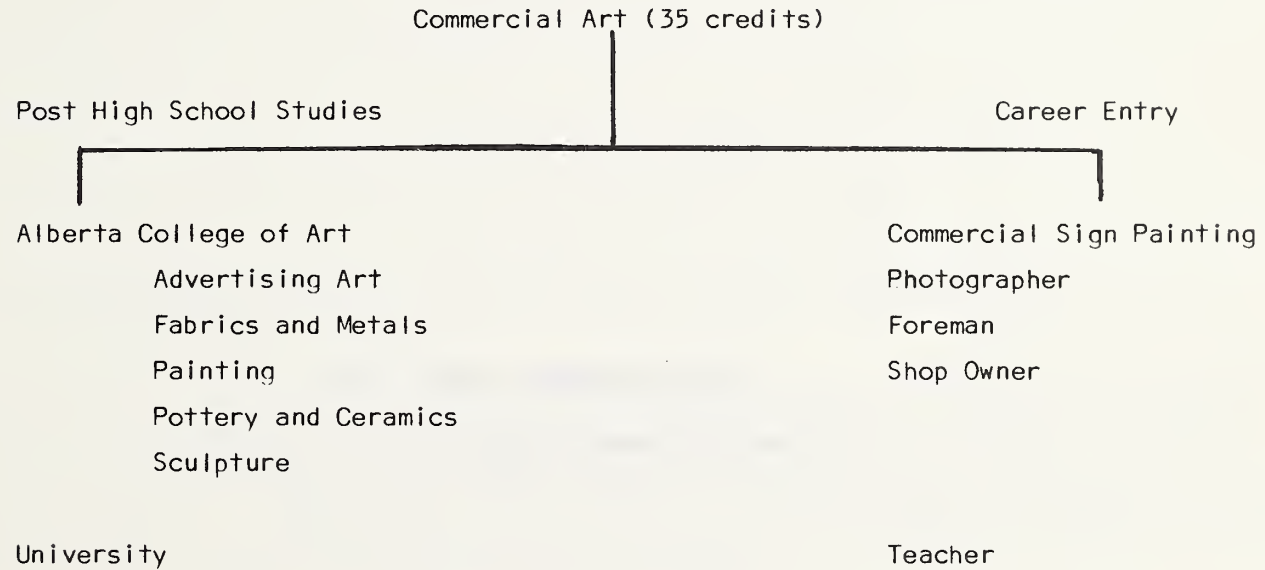 Commercial Art (35 credits)
Post High School Studies
Career Entry
Alberta College of Art
Advertising Art
Fabrics and Metals
Painting
Pottery and Ceramics
Sculpture
University
Commercial Sign Painting
Photographer
Foreman
Shop Owner
Teacher